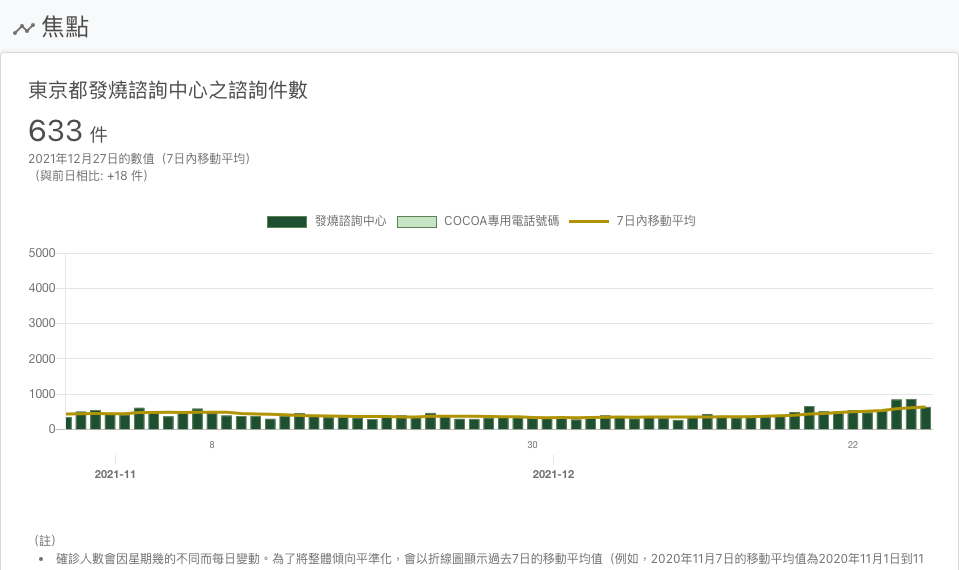 焦點
東京都發燒諮詢中心之諮詢件數
633 件
2021年12月27日的數值（7日內移動平均）
（與前日相比: +18 件）
發燒諮詢中心 COCOA專用電話號碼 7日內移動平均
5000
4000
3000
2000
1000
0
8 30 22
2021-11 2021-12
（註）
• 確診人數會因星期幾的不同而每日變動。為了將整體傾向平準化，會以折線圖顯示過去7日的移動平均值（例如，2020年11月7日的移動平均值為2020年11月1日到11